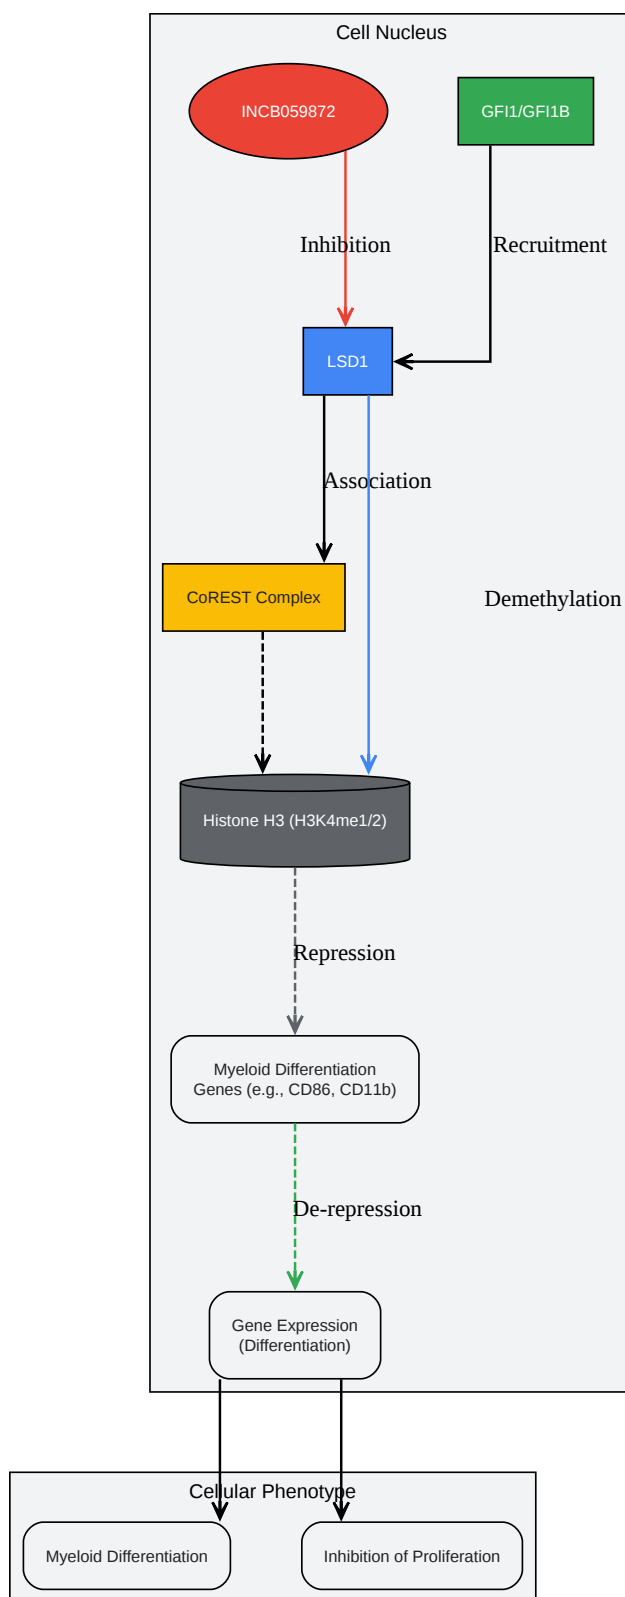 Cell Nucleus
INCB059872
GFI1/GFI1B
Inhibition
Recruitment
LSD1
Association
CoREST Complex
Demethylation
Histone H3 (H3K4me1/2)
Repression
Myeloid Differentiation
Genes (e.g., CD86, CD11b)
De-repression
Gene Expression
(Differentiation)
Cellular Phenotype
Myeloid Differentiation
Inhibition of Proliferation